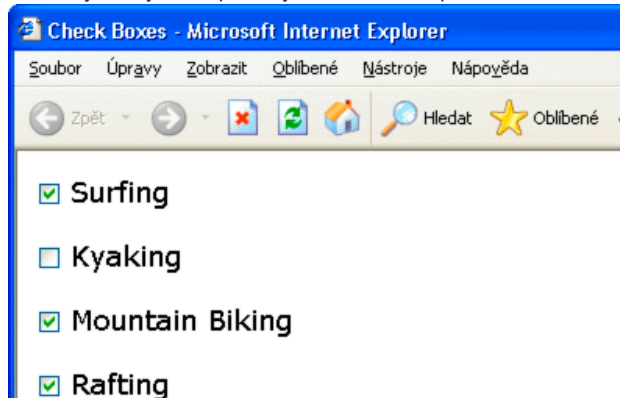 Check Boxes - Microsoft Internet Explorer
Soubor Úpravy Zobrazit Oblíbené Nástroje Nápověda
Zpět Hledat Oblíbené
Surfing
Kyaking
Mountain Biking
Rafting